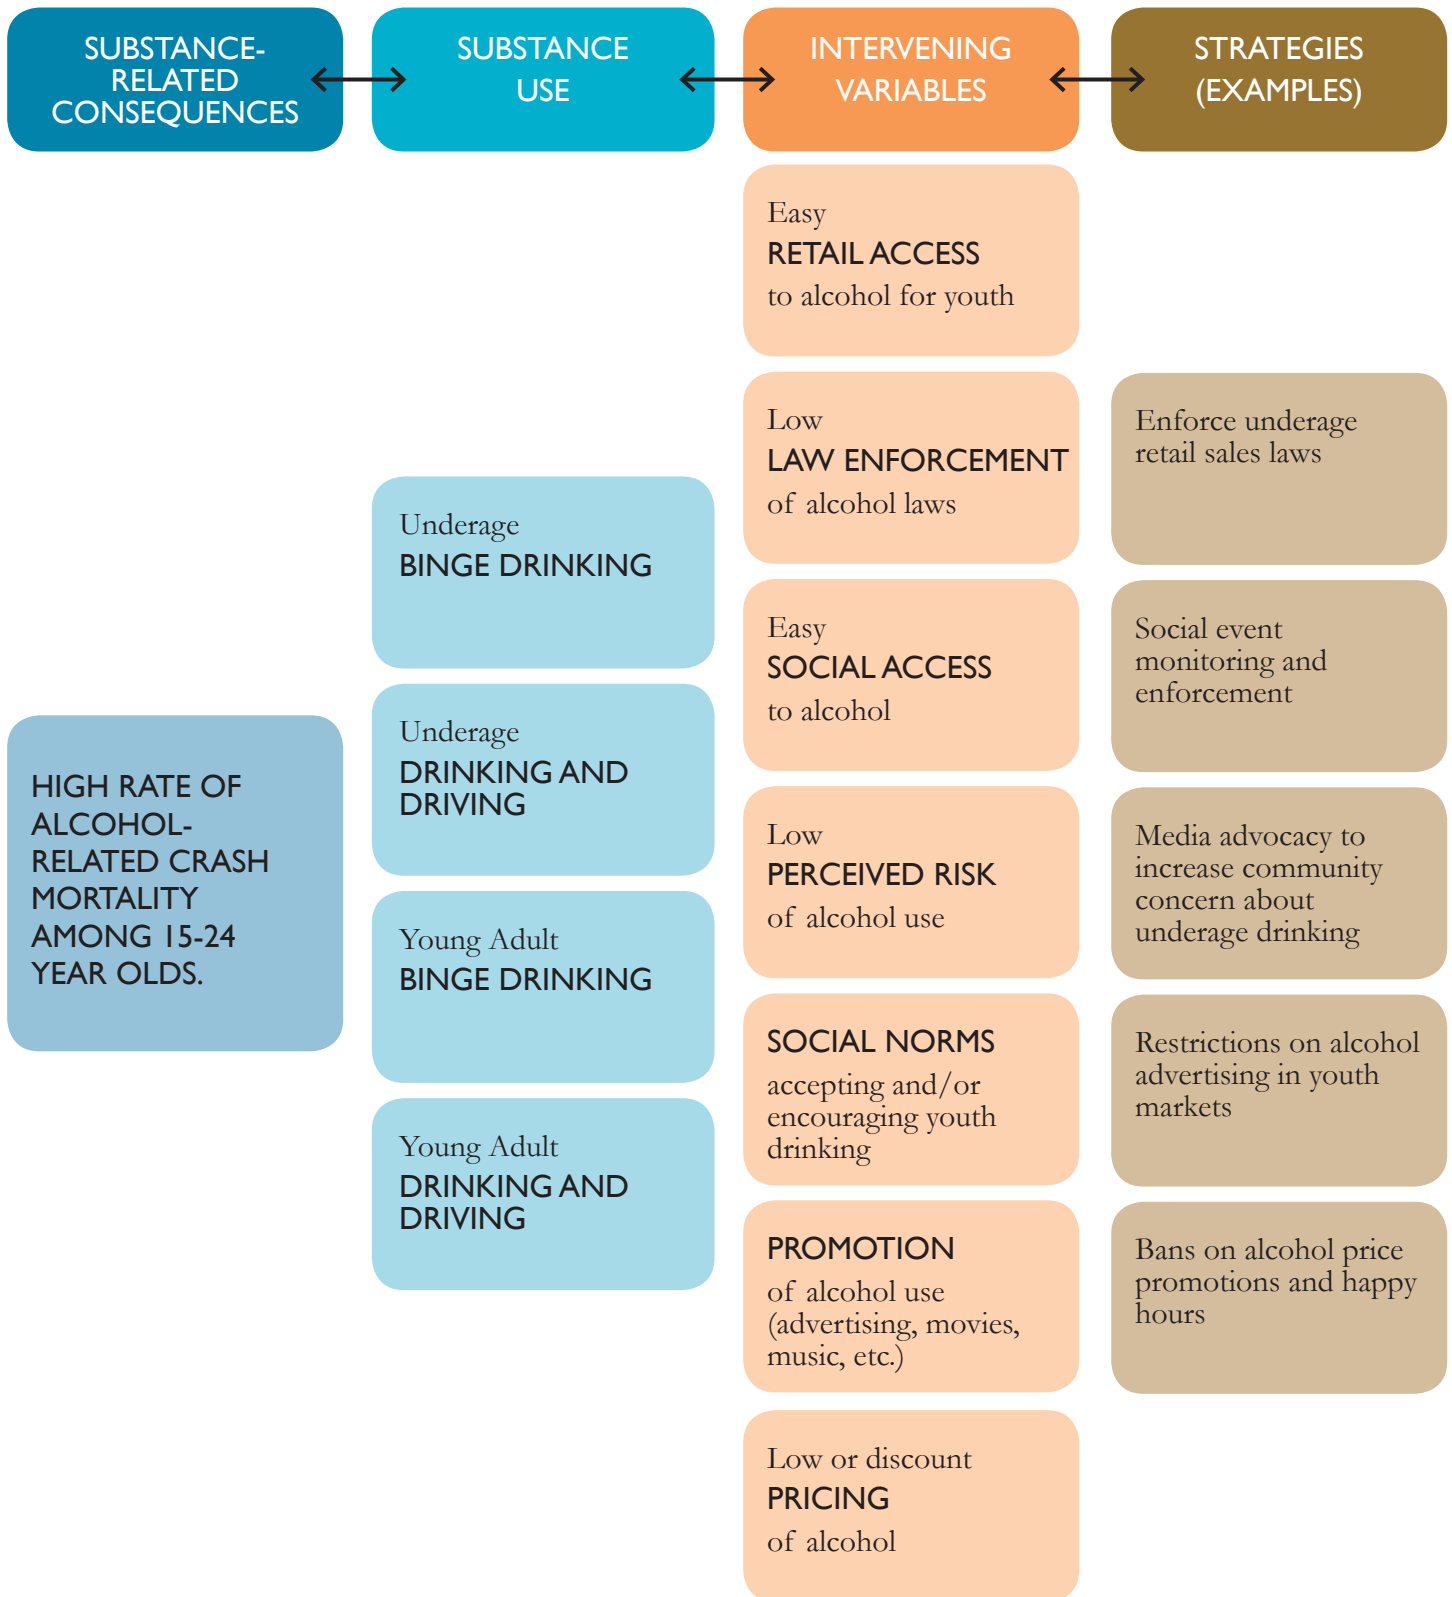 SUBSTANCE-
RELATED
CONSEQUENCES
SUBSTANCE
USE
INTERVENING
VARIABLES
STRATEGIES
(EXAMPLES)
HIGH RATE OF
ALCOHOL-
RELATED CRASH
MORTALITY
AMONG 15-24
YEAR OLDS.
Underage
BINGE DRINKING
Underage
DRINKING AND
DRIVING
Young Adult
BINGE DRINKING
Young Adult
DRINKING AND
DRIVING
Easy
RETAIL ACCESS
to alcohol for youth
Low
LAW ENFORCEMENT
of alcohol laws
Easy
SOCIAL ACCESS
to alcohol
Low
PERCEIVED RISK
of alcohol use
SOCIAL NORMS
accepting and/or
encouraging youth
drinking
PROMOTION
of alcohol use
(advertising, movies,
music, etc.)
Low or discount
PRICING
of alcohol
Enforce underage
retail sales laws
Social event
monitoring and
enforcement
Media advocacy to
increase community
concern about
underage drinking
Restrictions on alcohol
advertising in youth
markets
Bans on alcohol price
promotions and happy
hours